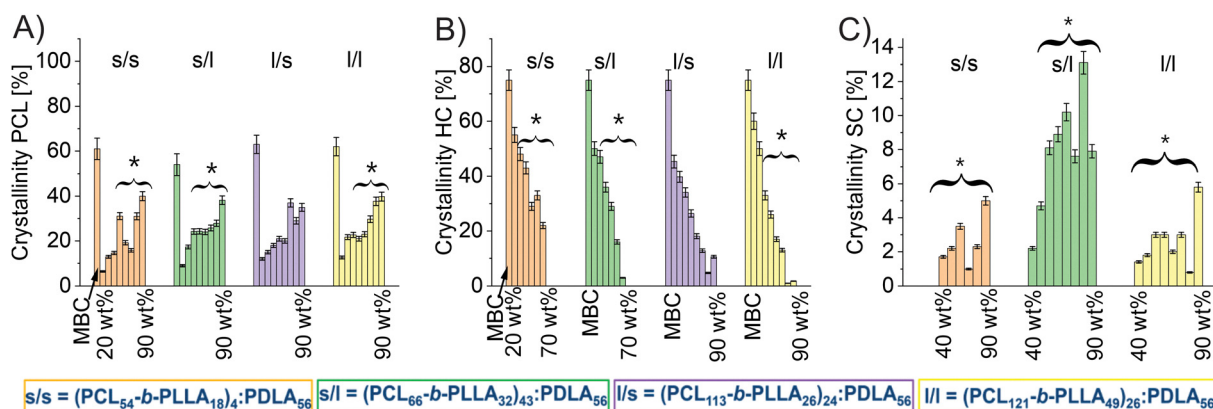 A)
Crystallinity PCL [%]
100
80
60
40
20
0
s/s
s/l
l/s
l/l
*
*
*
MBC
20 wt%
90 wt%
90 wt%
90 wt%
90 wt%
B)
Crystallinity HC [%]
80
60
40
20
0
s/s
s/l
l/s
l/l
*
*
*
MBC
20 wt%
70 wt%
MBC
70 wt%
MBC
90 wt%
MBC
90 wt%
C)
Crystallinity SC [%]
14
12
10
8
6
4
2
0
s/s
s/l
l/l
*
*
*
40 wt%
90 wt%
40 wt%
90 wt%
40 wt%
90 wt%
s/s = (PCL54-b-PLLA18)4:PDLA56
s/l = (PCL66-b-PLLA32)43:PDLA56
l/s = (PCL113-b-PLLA26)24:PDLA56
l/l = (PCL121-b-PLLA49)26:PDLA56